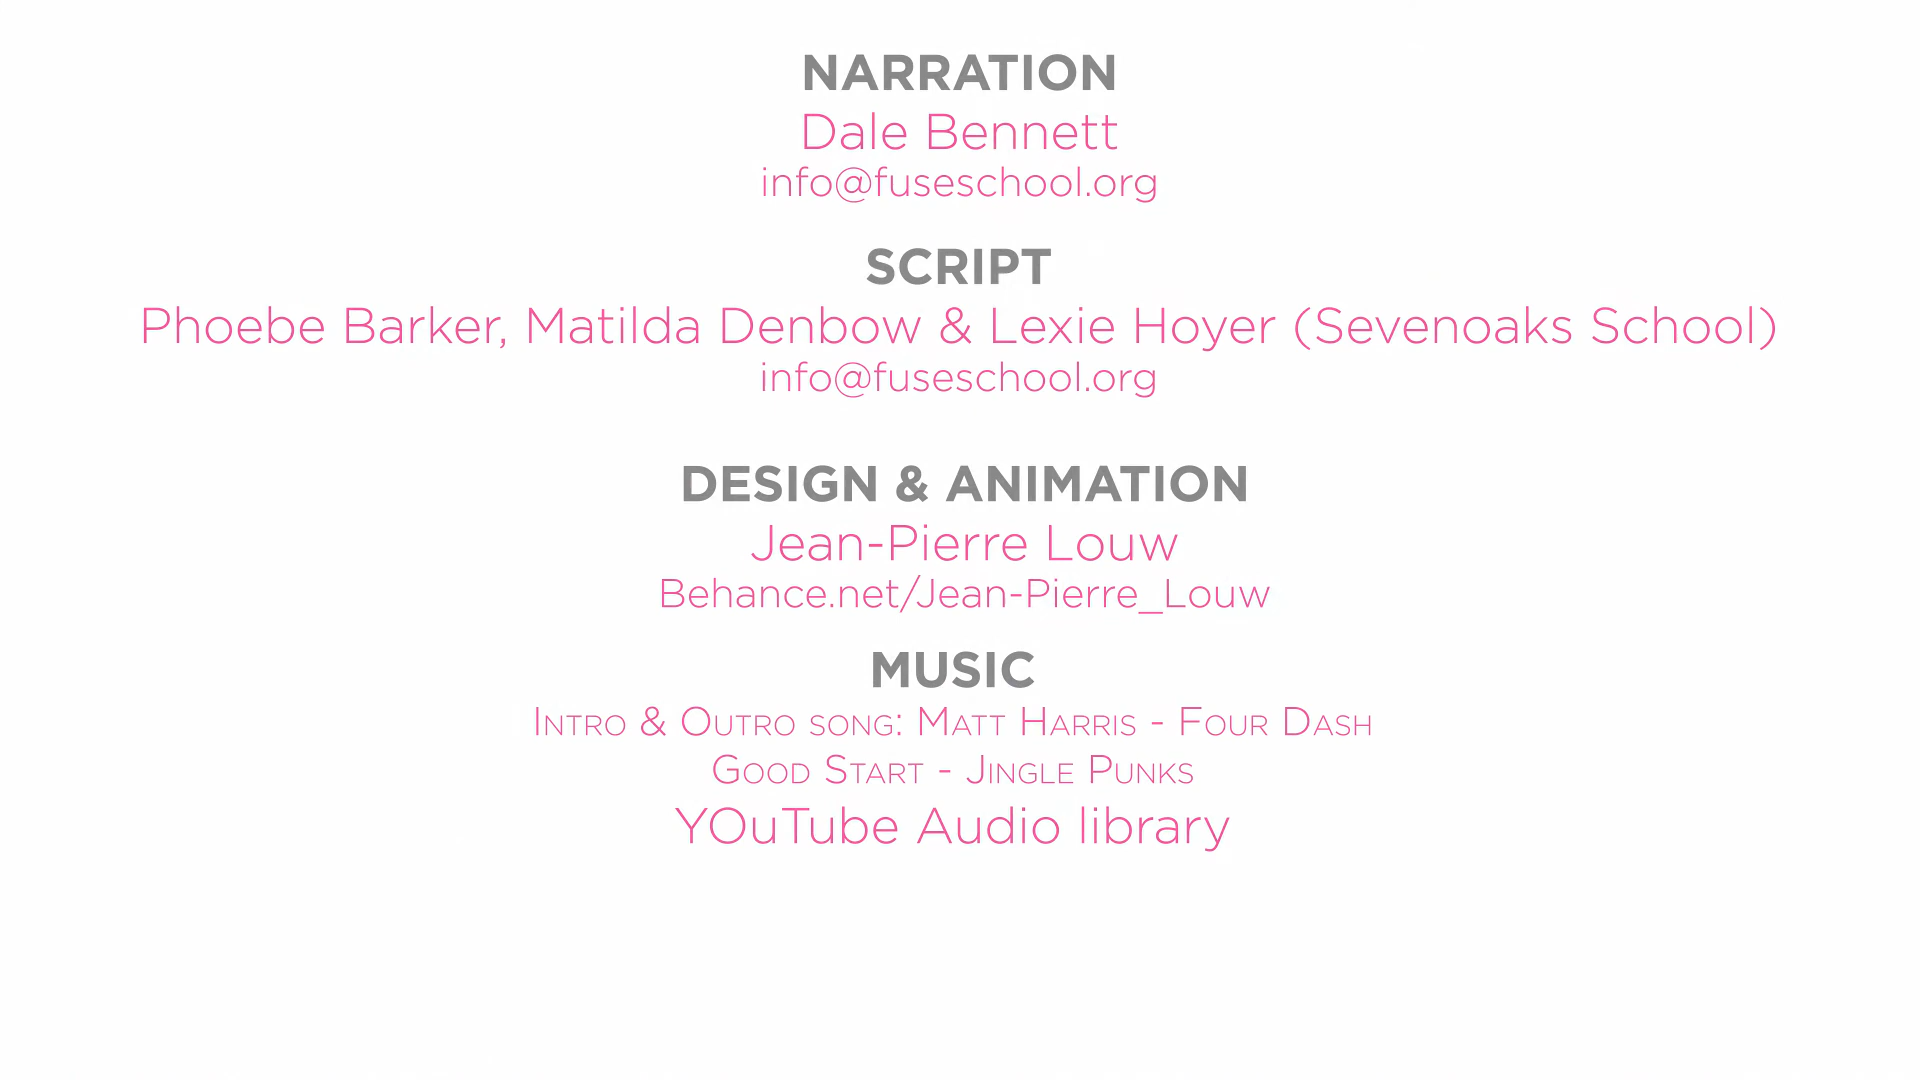 NARRATION
Dale Bennett
info@fuseschool.org
SCRIPT
Phoebe Barker, Matilda Denbow & Lexie Hoyer (Sevenoaks School)
info@fuseschool.org
DESIGN & ANIMATION
Jean-Pierre Louw
Behance.net/Jean-Pierre_Louw
MUSIC
Intro & Outro song: Matt Harris - Four Dash
Good Start - Jingle Punks
YOuTube Audio library